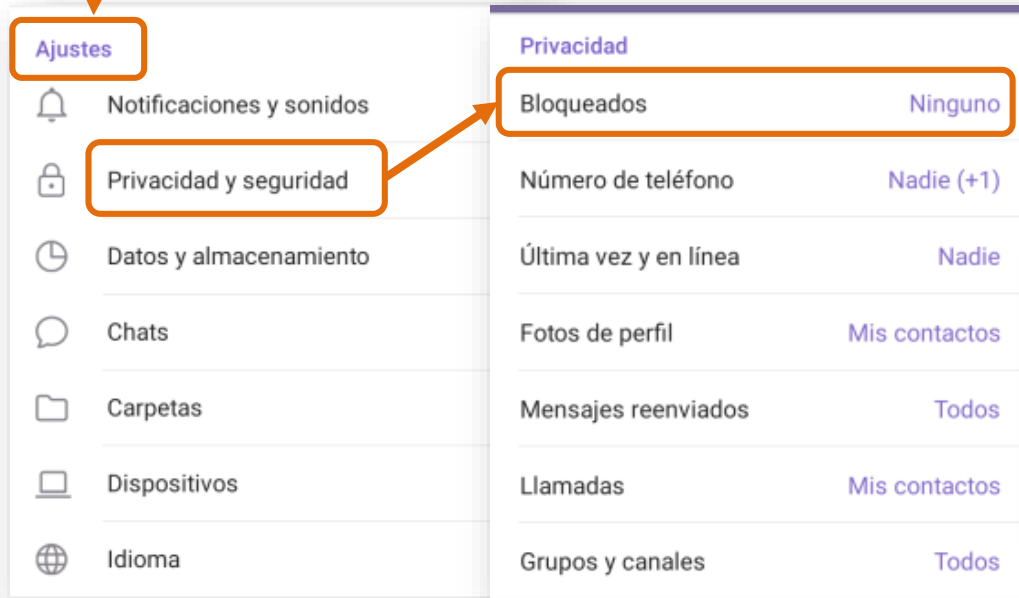 Ajustes
Notificaciones y sonidos
Privacidad y seguridad
Datos y almacenamiento
Chats
Carpetas
Dispositivos
Idioma
Privacidad
Bloqueados Ninguno
Número de teléfono Nadie (+1)
Última vez y en línea Nadie
Fotos de perfil Mis contactos
Mensajes reenviados Todos
Llamadas Mis contactos
Grupos y canales Todos